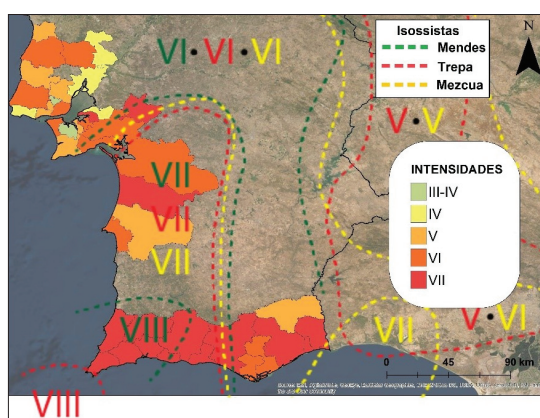 VI • VI • VI
Isossistas
Mendes
Trepa
Mezcua
N
V • V
INTENSIDADES
III-IV
IV
V
VI
VII
VII
VII
VII
VIII
VII
V • VI
0 45 90 km
VIII